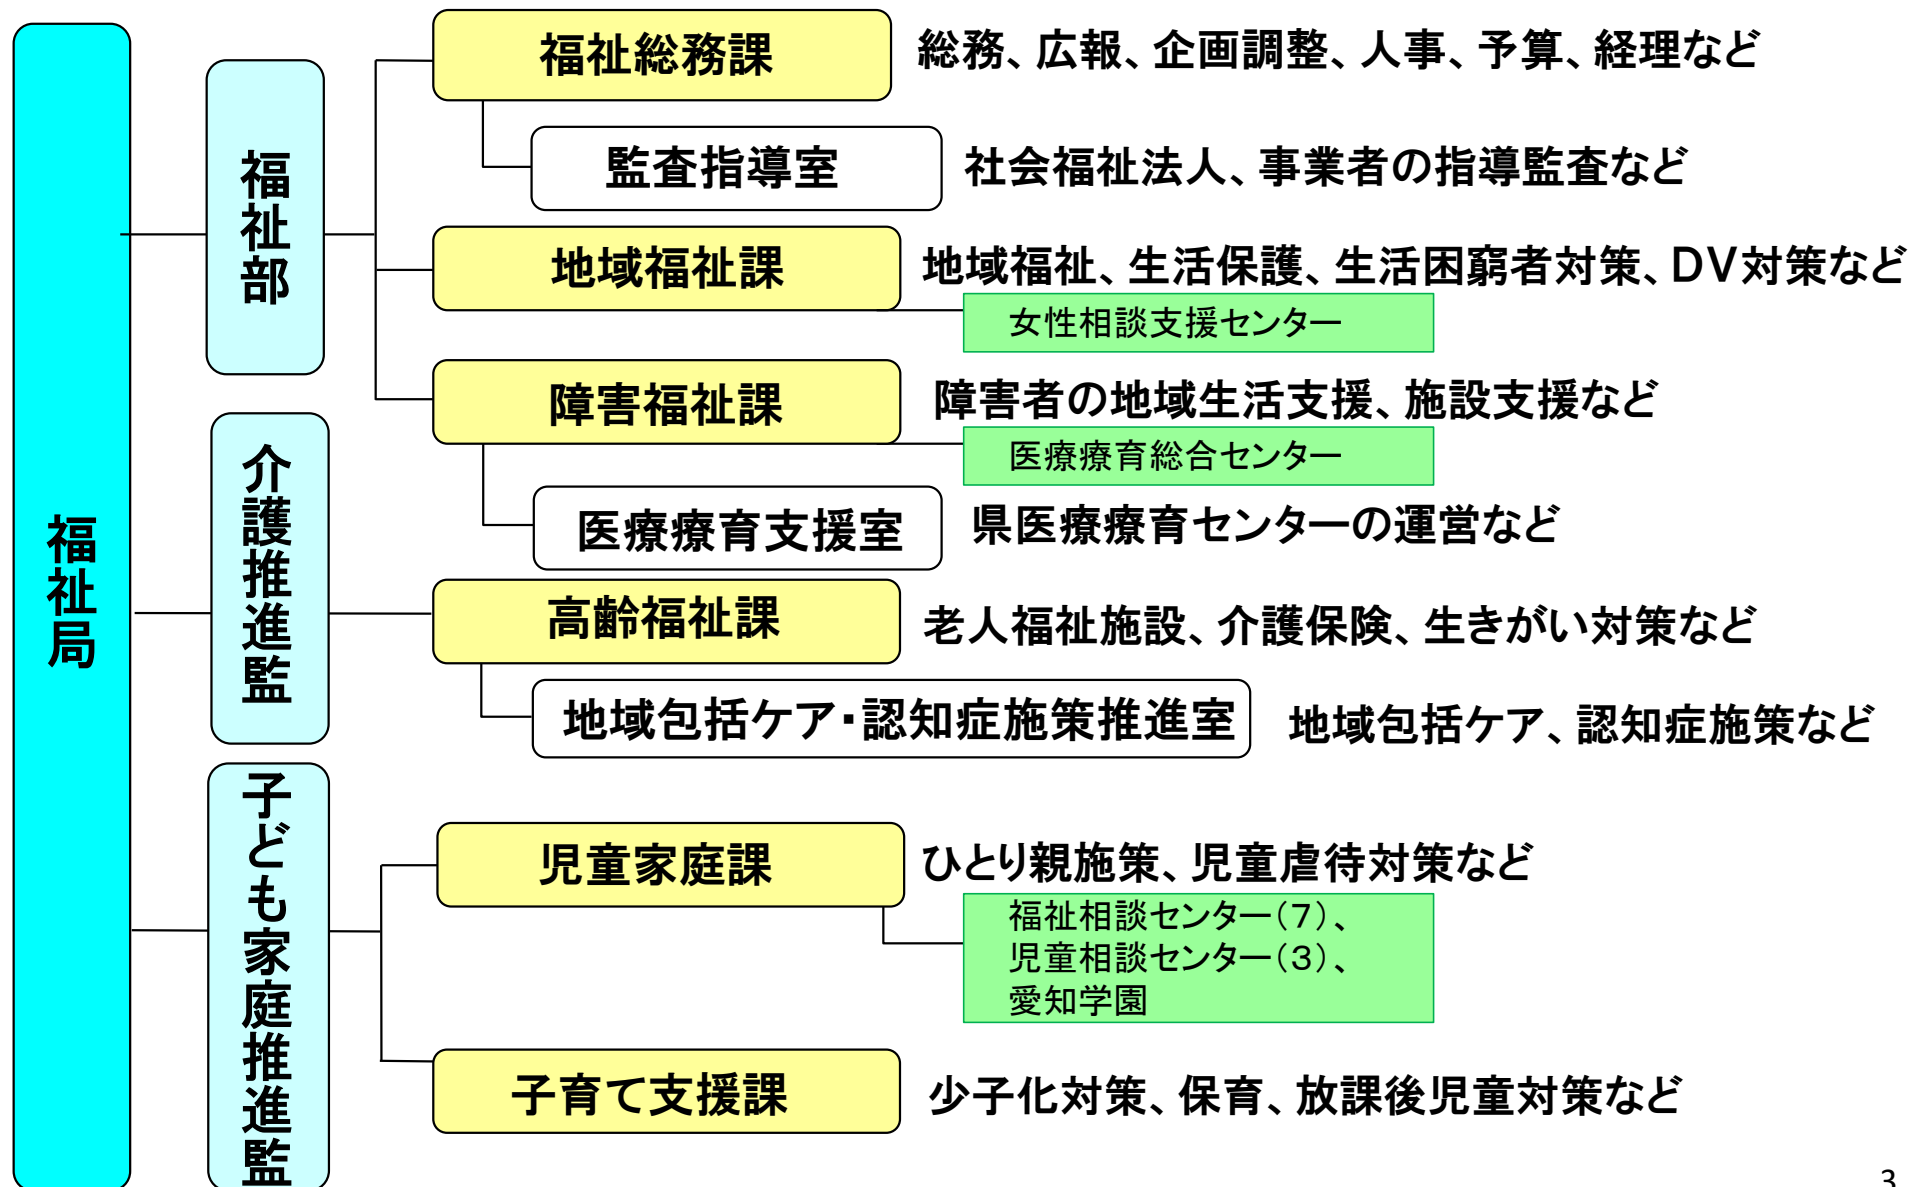 福祉局
福祉部
福祉総務課
総務、広報、企画調整、人事、予算、経理など
監査指導室
社会福祉法人、事業者の指導監査など
地域福祉課
地域福祉、生活保護、生活困窮者対策、DV対策など
女性相談支援センター
障害福祉課
障害者の地域生活支援、施設支援など
医療療育総合センター
医療療育支援室
県医療療育センターの運営など
介護推進監
高齢福祉課
老人福祉施設、介護保険、生きがい対策など
地域包括ケア・認知症施策推進室
地域包括ケア、認知症施策など
子ども家庭推進監
児童家庭課
ひとり親施策、児童虐待対策など
福祉相談センター(7)、
児童相談センター(3)、
愛知学園
子育て支援課
少子化対策、保育、放課後児童対策など
3